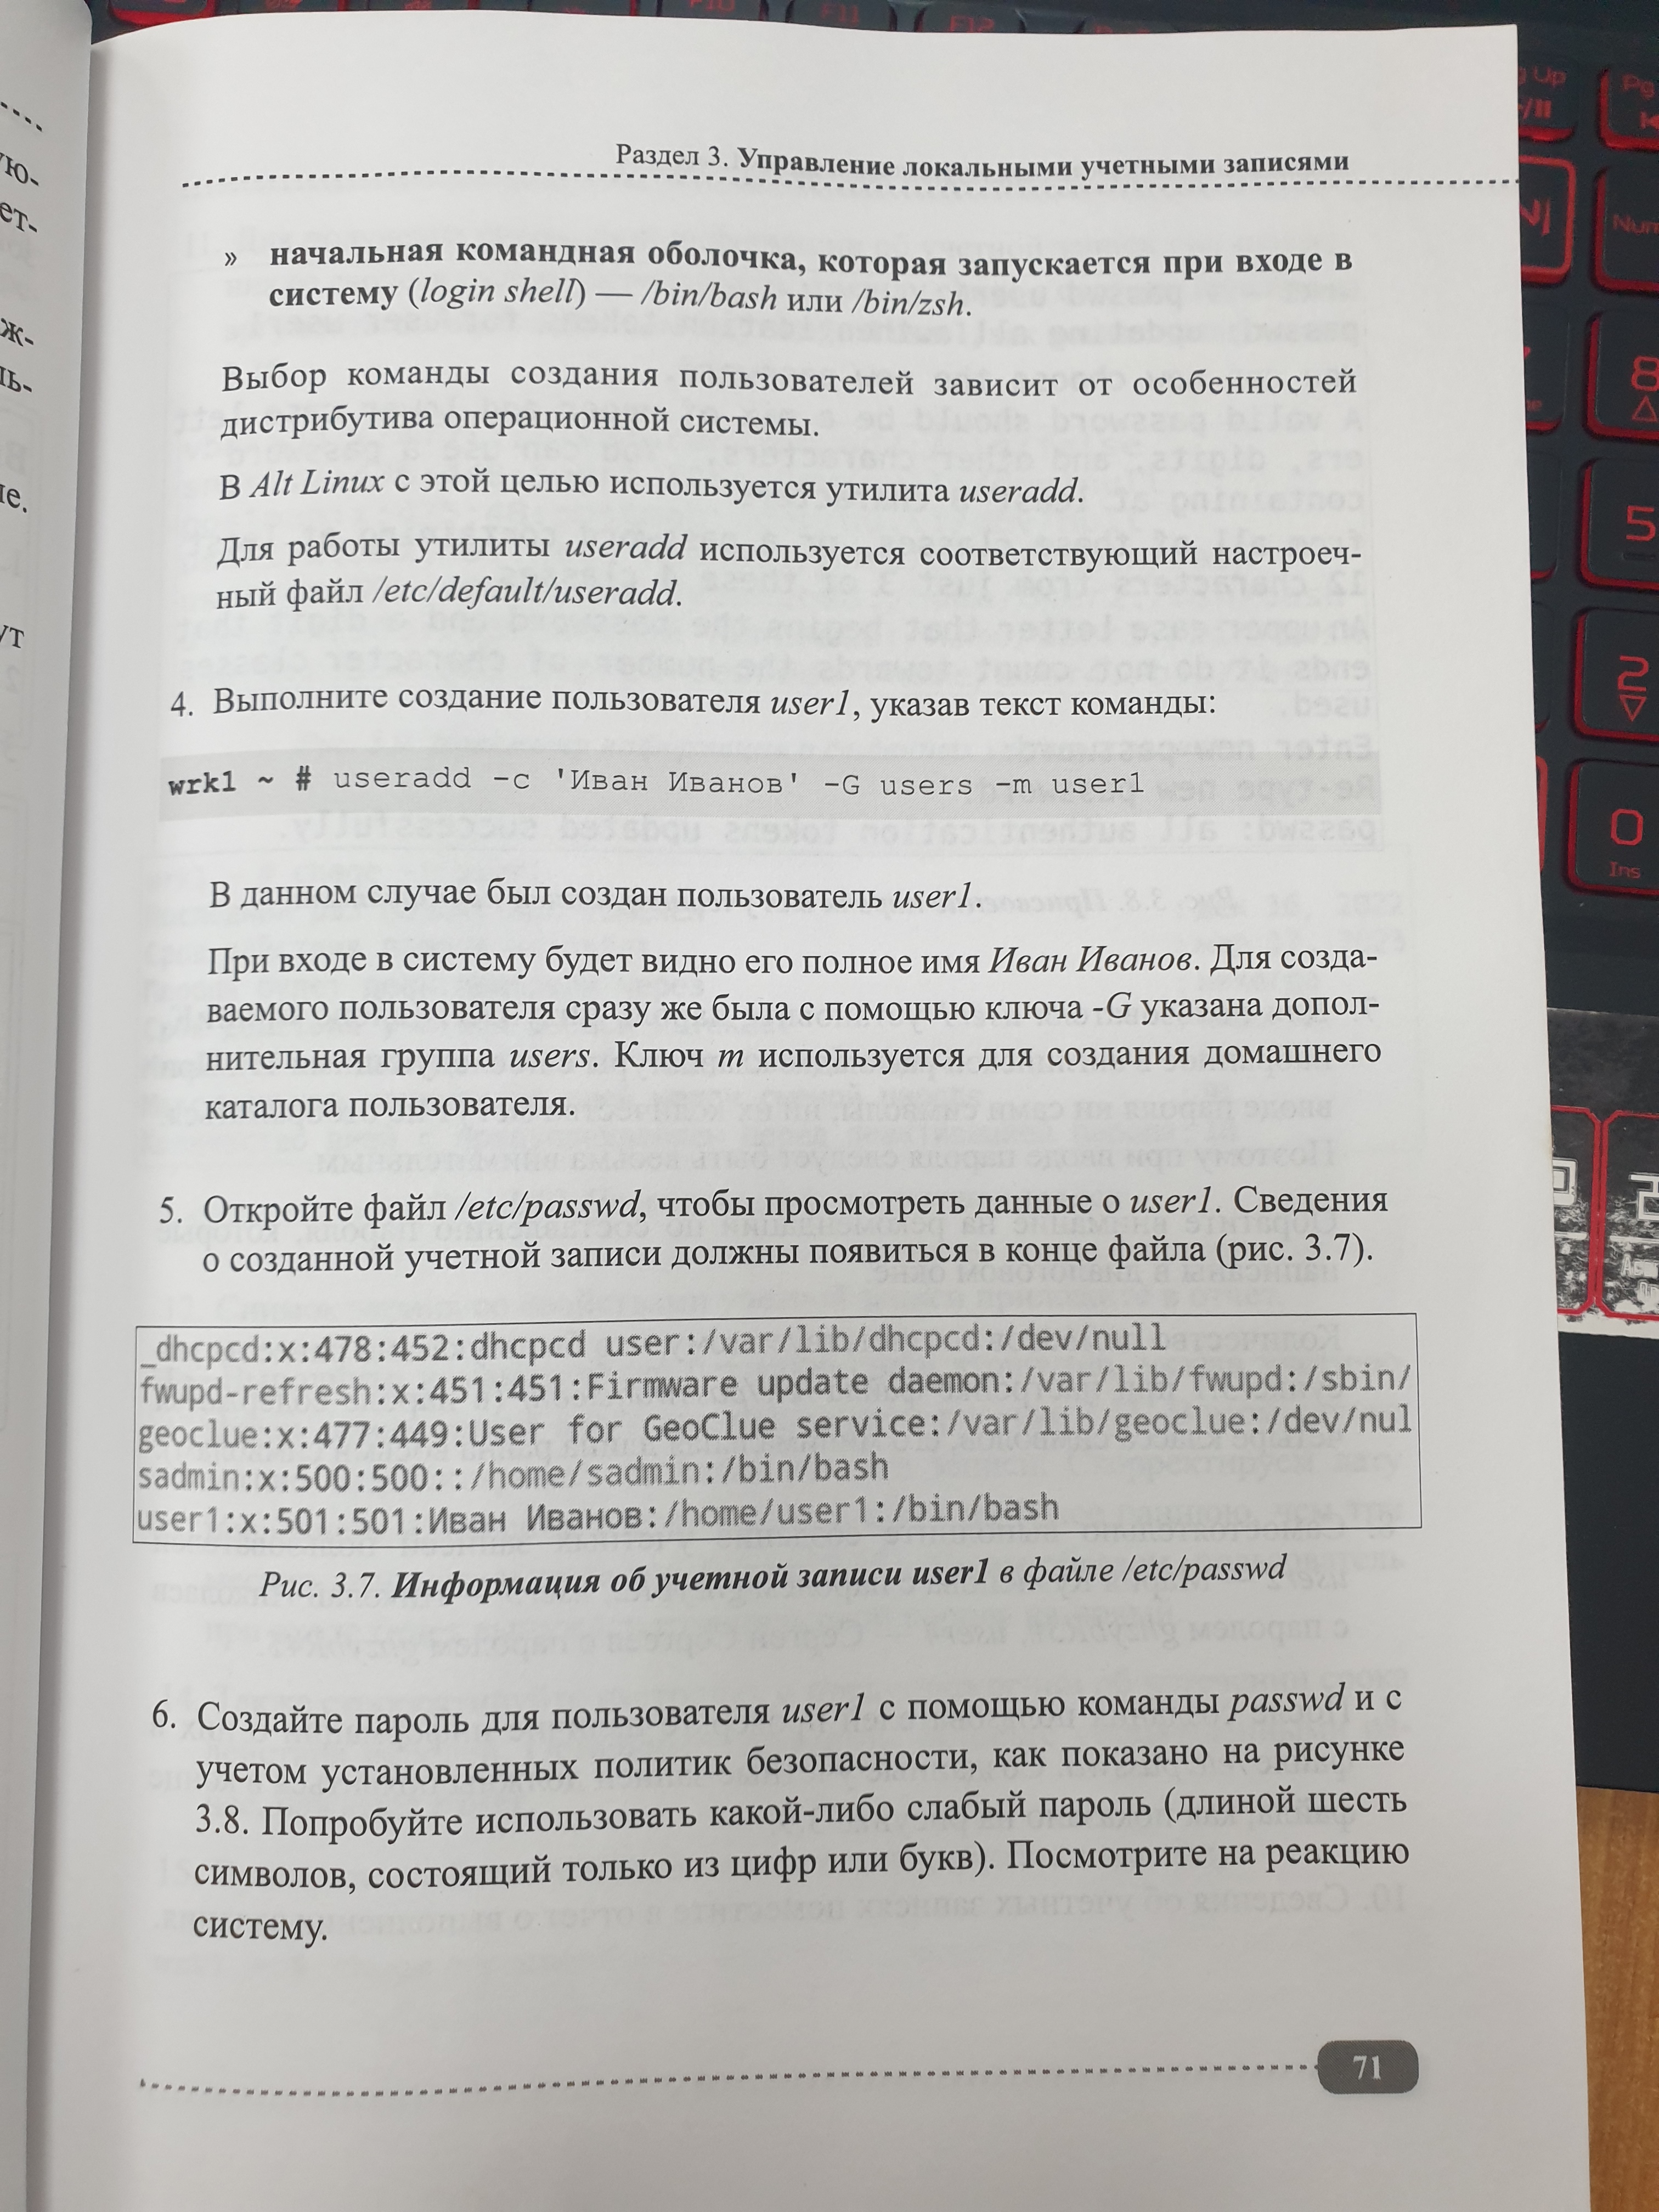 Раздел 3. Управление локальными учетными записями
» начальная командная оболочка, которая запускается при входе в
систему (login shell) — /bin/bash или /bin/zsh.
Выбор команды создания пользователей зависит от особенностей
дистрибутива операционной системы.
В Alt Linux с этой целью используется утилита useradd.
Для работы утилиты useradd используется соответствующий настроеч-
ный файл /etc/default/useradd.
4. Выполните создание пользователя user1, указав текст команды:
wrk1 ~ # useradd -c 'Иван Иванов' -G users -m user1
В данном случае был создан пользователь user1.
При входе в систему будет видно его полное имя Иван Иванов. Для созда-
ваемого пользователя сразу же была с помощью ключа -G указана допол-
нительная группа users. Ключ m используется для создания домашнего
каталога пользователя.
5. Откройте файл /etc/passwd, чтобы просмотреть данные о user1. Сведения
о созданной учетной записи должны появиться в конце файла (рис. 3.7).
_dhcpcd:x:478:452:dhcpcd user:/var/lib/dhcpcd:/dev/null
fwupd-refresh:x:451:451:Firmware update daemon:/var/lib/fwupd:/sbin/
geoclue:x:477:449:User for GeoClue service:/var/lib/geoclue:/dev/nul
sadmin:x:500:500::/home/sadmin:/bin/bash
user1:x:501:501:Иван Иванов:/home/user1:/bin/bash
Рис. 3.7. Информация об учетной записи user1 в файле /etc/passwd
6. Создайте пароль для пользователя user1 с помощью команды passwd и с
учетом установленных политик безопасности, как показано на рисунке
3.8. Попробуйте использовать какой-либо слабый пароль (длиной шесть
символов, состоящий только из цифр или букв). Посмотрите на реакцию
систему.
71
F11
F12
Up
Pg
Num
8
5
2
0
Ins